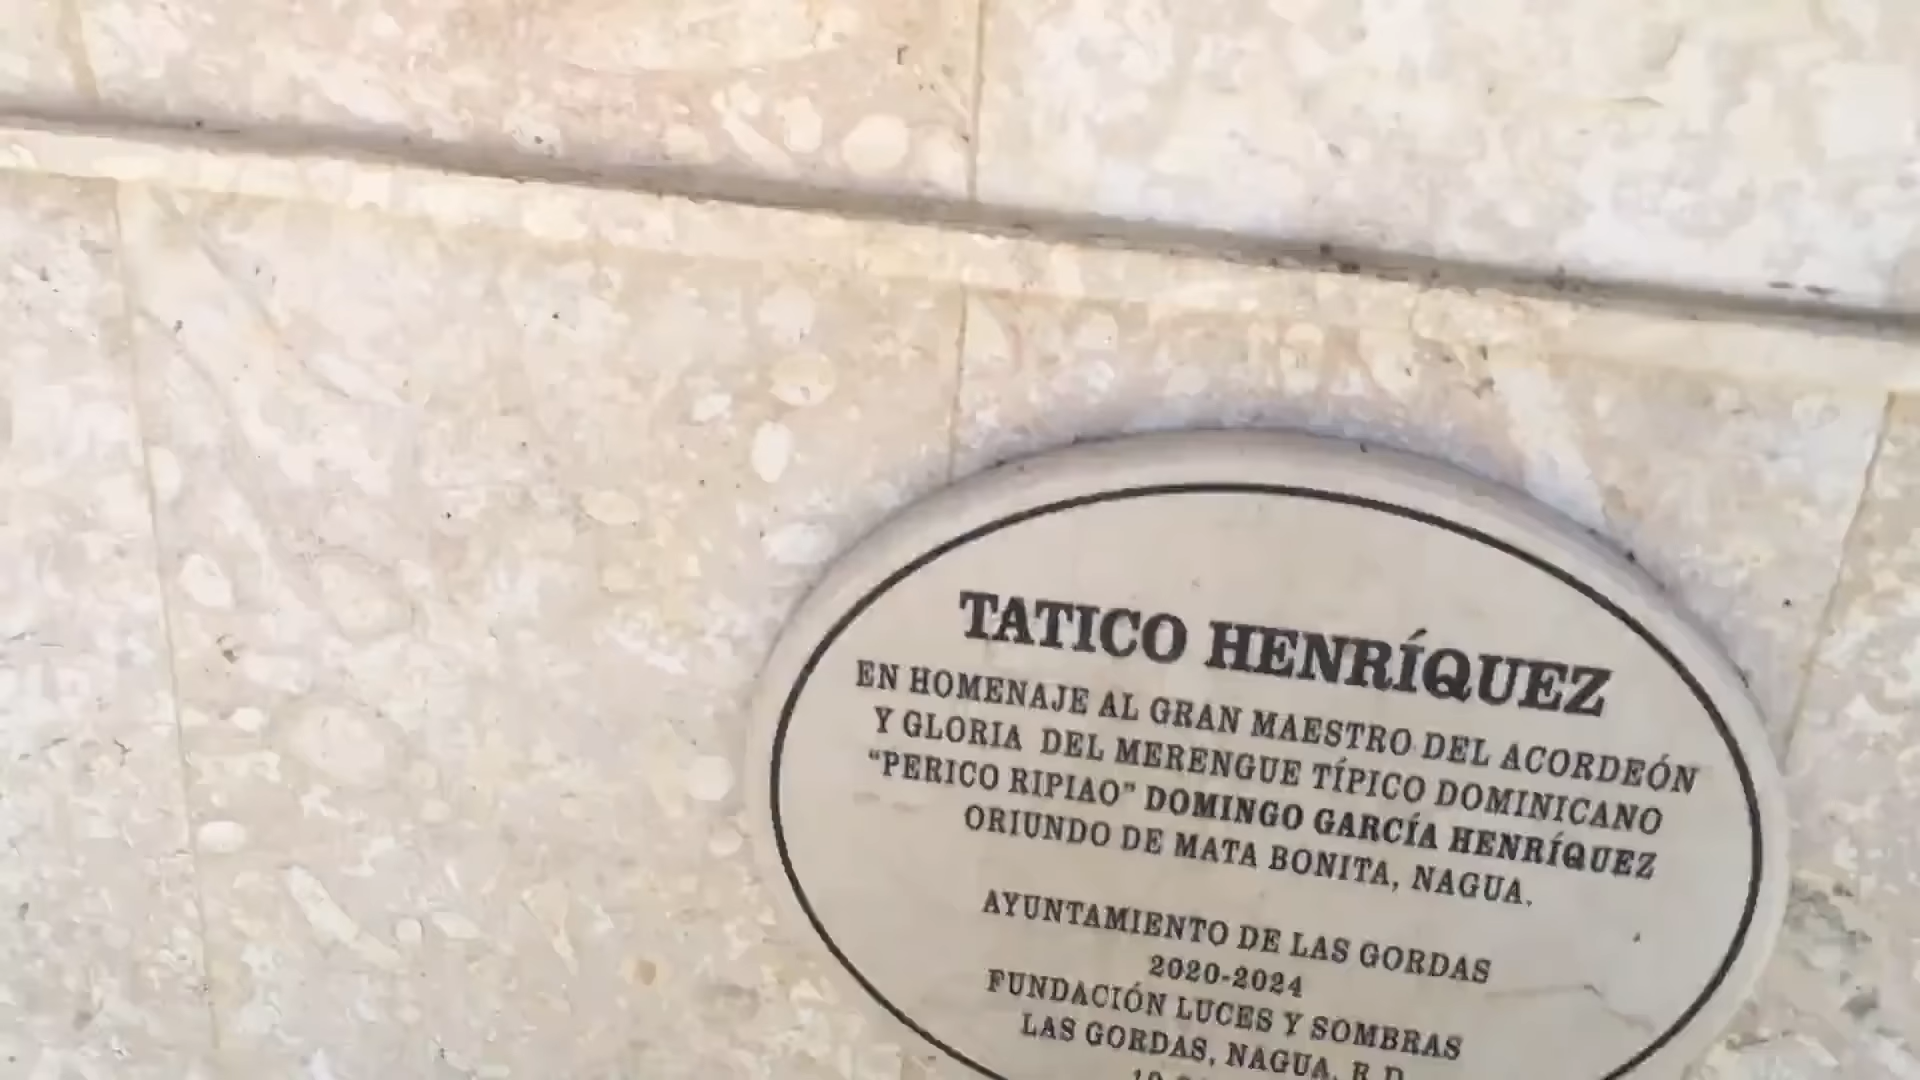 TATICO HENRÍQUEZ
EN HOMENAJE AL GRAN MAESTRO DEL ACORDEÓN
Y GLORIA DEL MERENGUE TÍPICO DOMINICANO
“PERICO RIPIAO” DOMINGO GARCÍA HENRÍQUEZ
ORIUNDO DE MATA BONITA, NAGUA.
AYUNTAMIENTO DE LAS GORDAS
2020-2024
FUNDACIÓN LUCES Y SOMBRAS
LAS GORDAS, NAGUA, R.D.